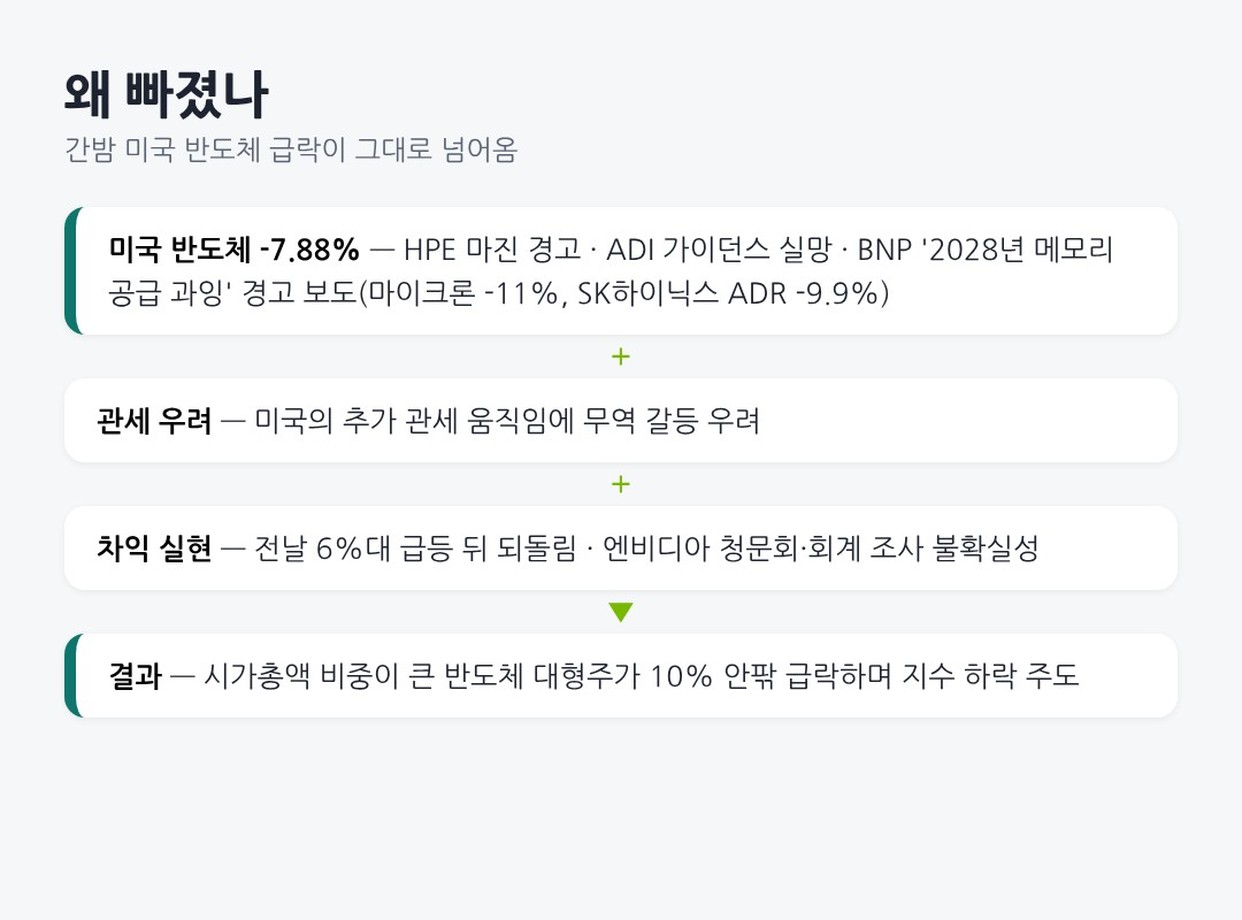 왜 빠졌나
간밤 미국 반도체 급락이 그대로 넘어옴
미국 반도체 -7.88% — HPE 마진 경고 · ADI 가이던스 실망 · BNP '2028년 메모리
공급 과잉' 경고 보도(마이크론 -11%, SK하이닉스 ADR -9.9%)
+
관세 우려 — 미국의 추가 관세 움직임에 무역 갈등 우려
+
차익 실현 — 전날 6%대 급등 뒤 되돌림 · 엔비디아 청문회·회계 조사 불확실성
▼
결과 — 시가총액 비중이 큰 반도체 대형주가 10% 안팎 급락하며 지수 하락 주도